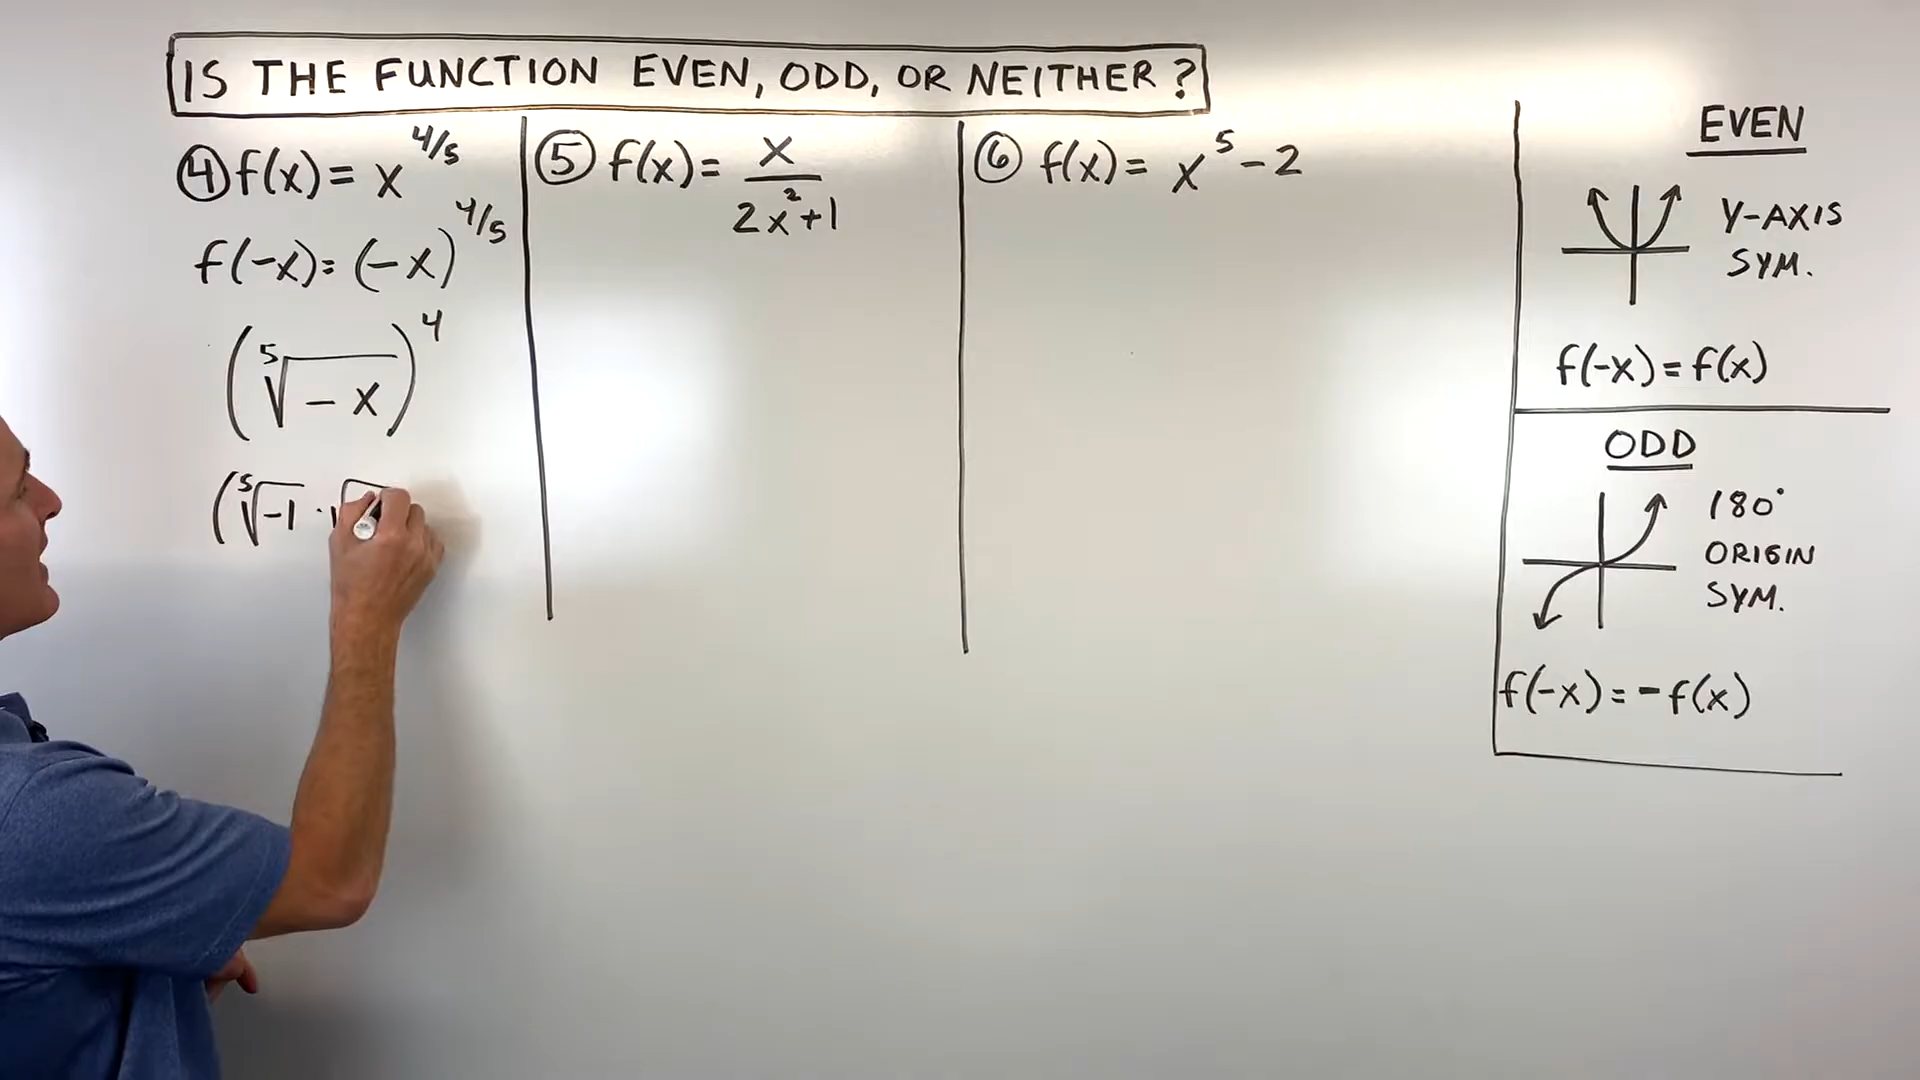 IS THE FUNCTION EVEN, ODD, OR NEITHER?
④ f(x) = x^4/5
f(-x) = (-x)^4/5
(⁵√-x)^4
(⁵√-1 · √
⑤ f(x) = x/(2x²+1)
⑥ f(x) = x⁵ - 2
EVEN
Y-AXIS
SYM.
f(-x) = f(x)
ODD
180°
ORIGIN
SYM.
f(-x) = -f(x)